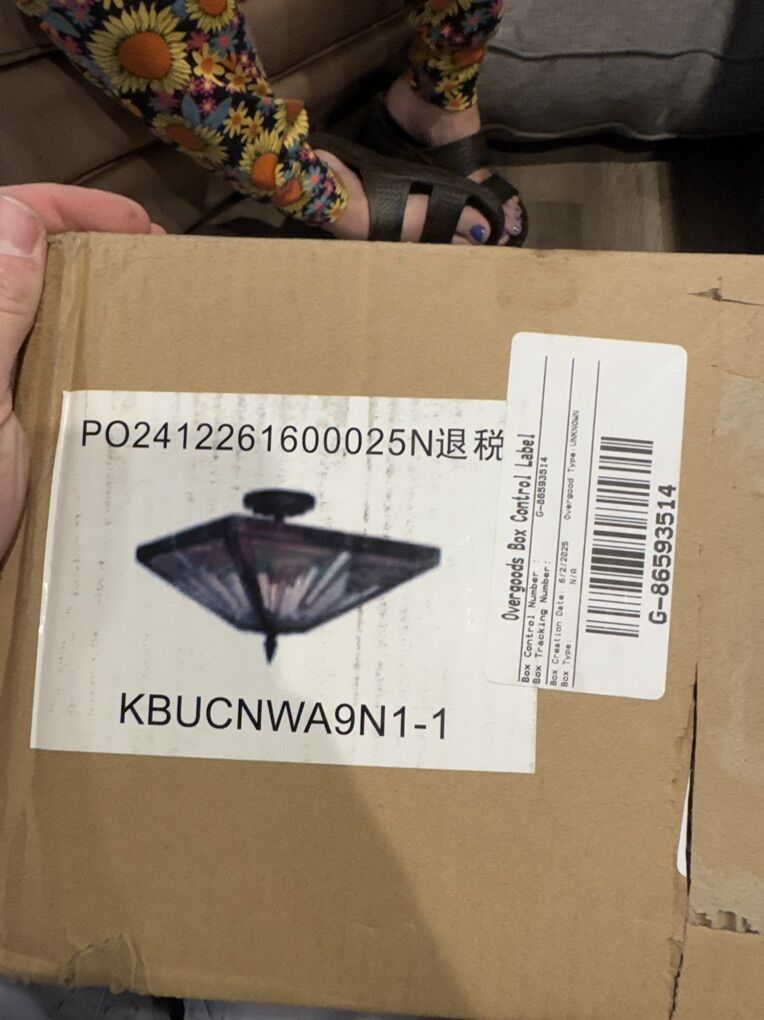 PO2412261600025N退税
KBUCNWA9N1-1
Overgoods Box Control Label
Box Control Number :
G-86593514
Box Tracking Number:
Box Creation Date: 6/2/2025 Overgood Type: UNKNOWN
Box Type: N/A
G-86593514